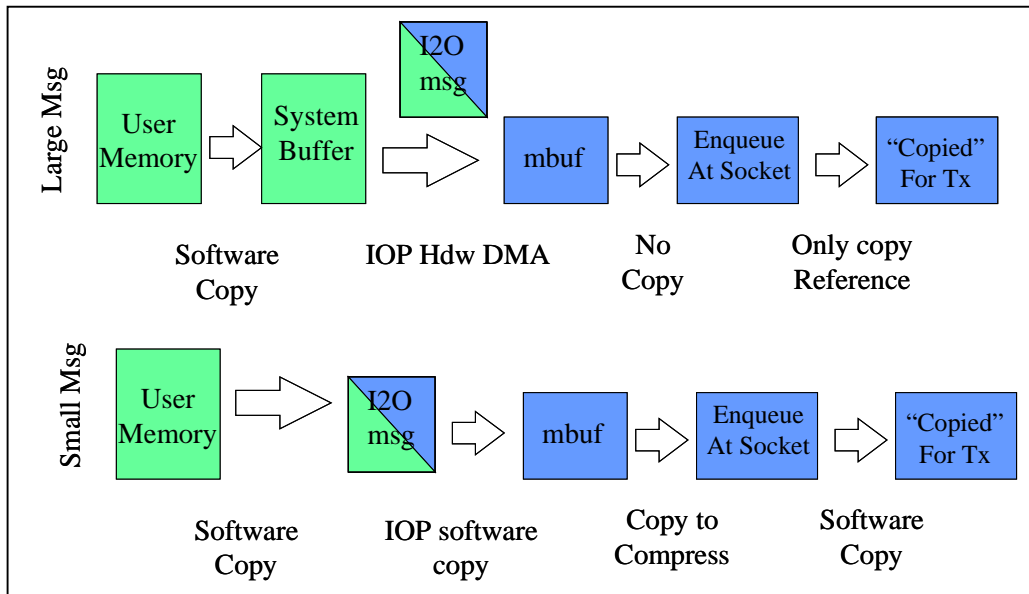 Large Msg
User
Memory
System
Buffer
I2O
msg
mbuf
Enqueue
At Socket
“Copied”
For Tx
Software
Copy
IOP Hdw DMA
No
Copy
Only copy
Reference
Small Msg
User
Memory
I2O
msg
mbuf
Enqueue
At Socket
“Copied”
For Tx
Software
Copy
IOP software
copy
Copy to
Compress
Software
Copy